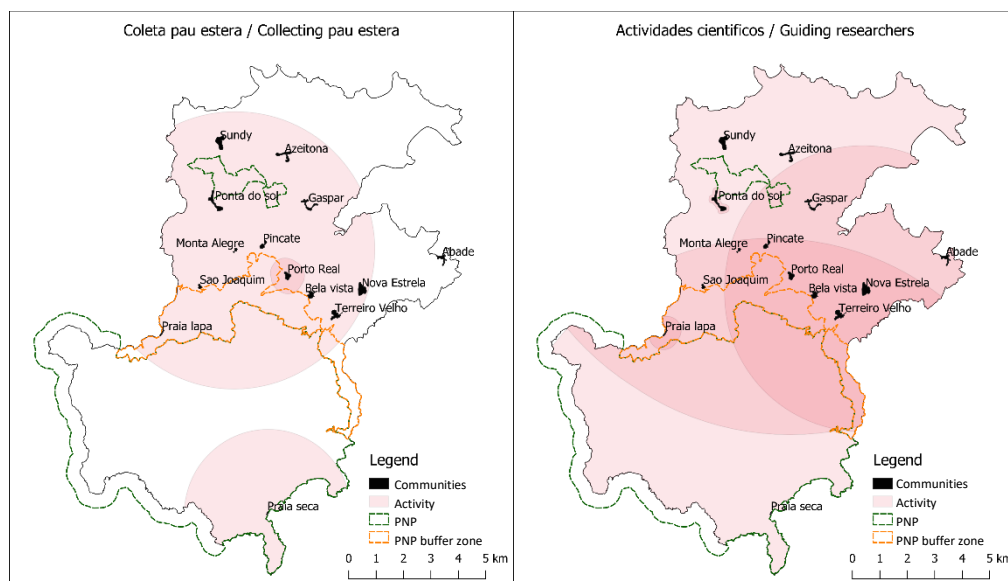 Coleta pau estera / Collecting pau estera
Sundy
Azeitona
Ponta do sol
Gaspar
Monta Alegre
Pincate
Abade
Porto Real
Sao Joaquim
Bela vista
Nova Estrela
Terreiro Velho
Praia lapa
Praia seca
Legend
Communities
Activity
PNP
PNP buffer zone
0 1 2 3 4 5 km
Actividades cientificos / Guiding researchers
Sundy
Azeitona
Ponta do sol
Gaspar
Monta Alegre
Pincate
Abade
Porto Real
Sao Joaquim
Bela vista
Nova Estrela
Terreiro Velho
Praia lapa
Praia seca
Legend
Communities
Activity
PNP
PNP buffer zone
0 1 2 3 4 5 km